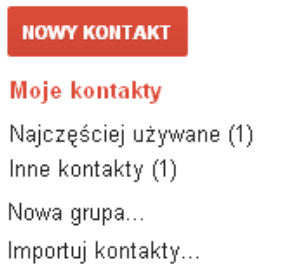 NOWY KONTAKT
Moje kontakty
Najczęściej używane (1)
Inne kontakty (1)
Nowa grupa...
Importuj kontakty...